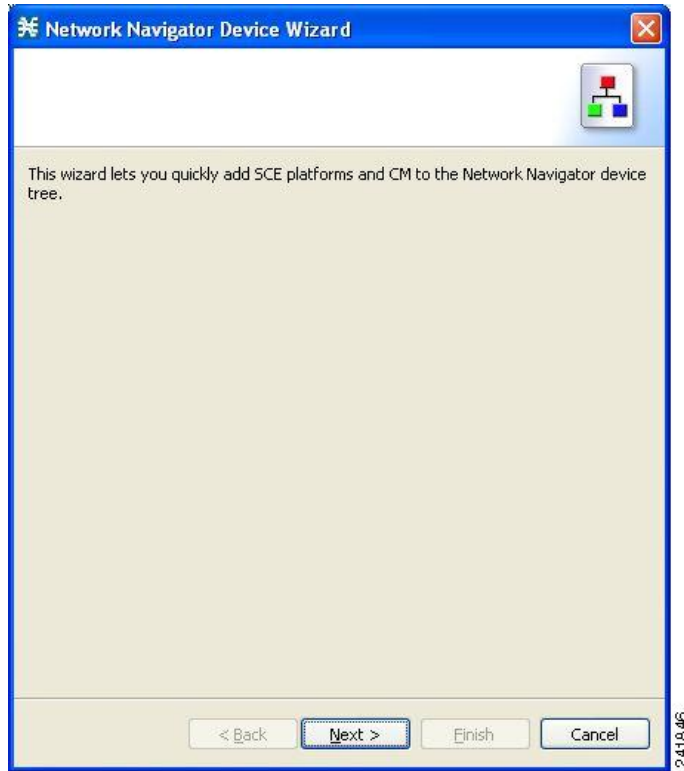 Network Navigator Device Wizard
This wizard lets you quickly add SCE platforms and CM to the Network Navigator device
tree.
< Back
Next >
Finish
Cancel
241846